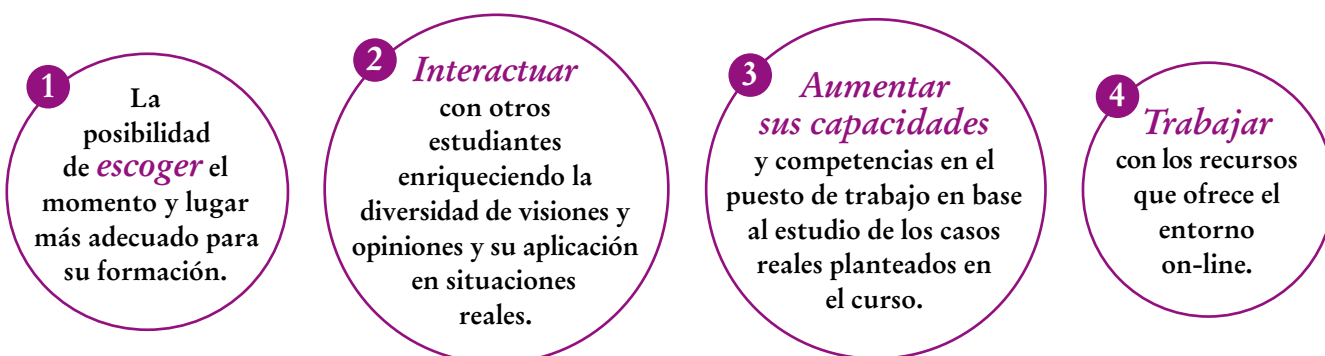 1
La
posibilidad
de escoger el
momento y lugar
más adecuado para
su formación.
2
Interactuar
con otros
estudiantes
enriqueciendo la
diversidad de visiones y
opiniones y su aplicación
en situaciones
reales.
3
Aumentar
sus capacidades
y competencias en el
puesto de trabajo en base
al estudio de los casos
reales planteados en
el curso.
4
Trabajar
con los recursos
que ofrece el
entorno
on-line.